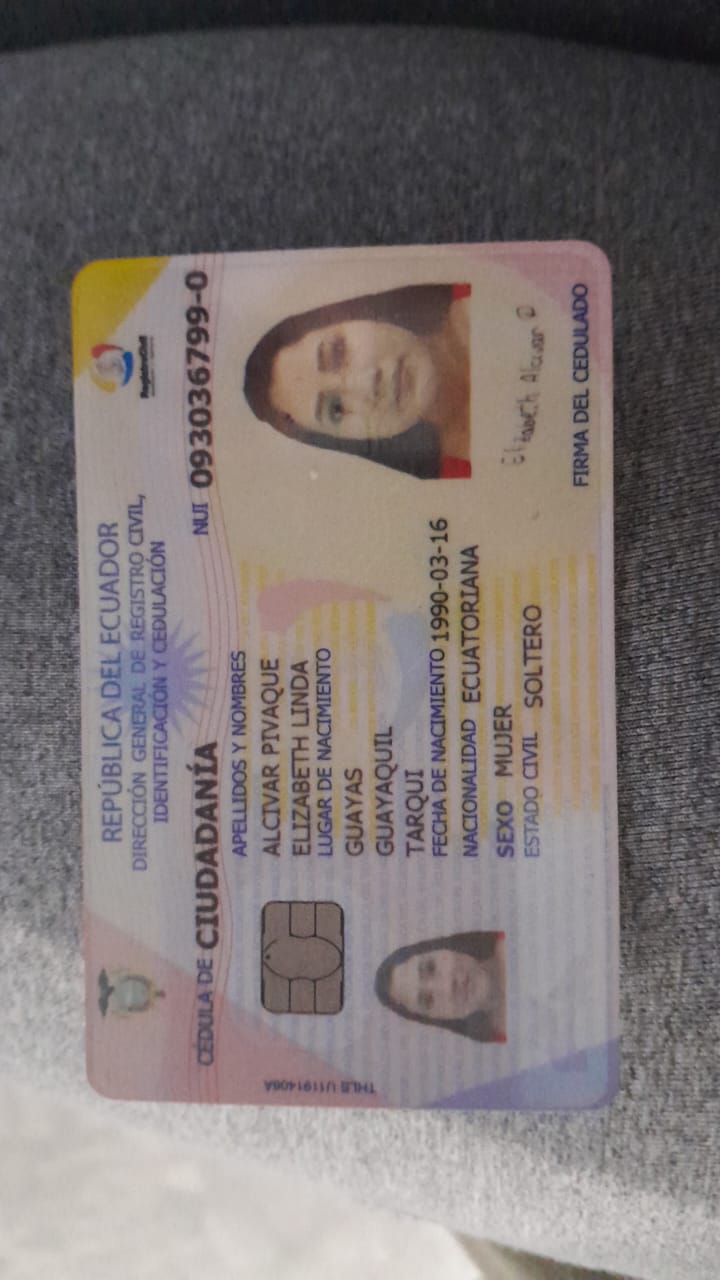 REPÚBLICA DEL ECUADOR
DIRECCIÓN GENERAL DE REGISTRO CIVIL,
IDENTIFICACIÓN Y CEDULACIÓN
RegistroCivil
CÉDULA DE CIUDADANÍA
NUI 093036799-0
APELLIDOS Y NOMBRES
ALCIVAR PIVAQUE
ELIZABETH LINDA
LUGAR DE NACIMIENTO
GUAYAS
GUAYAQUIL
TARQUI
FECHA DE NACIMIENTO 1990-03-16
NACIONALIDAD ECUATORIANA
SEXO MUJER
ESTADO CIVIL SOLTERO
Elizabeth Alcivar P
FIRMA DEL CEDULADO